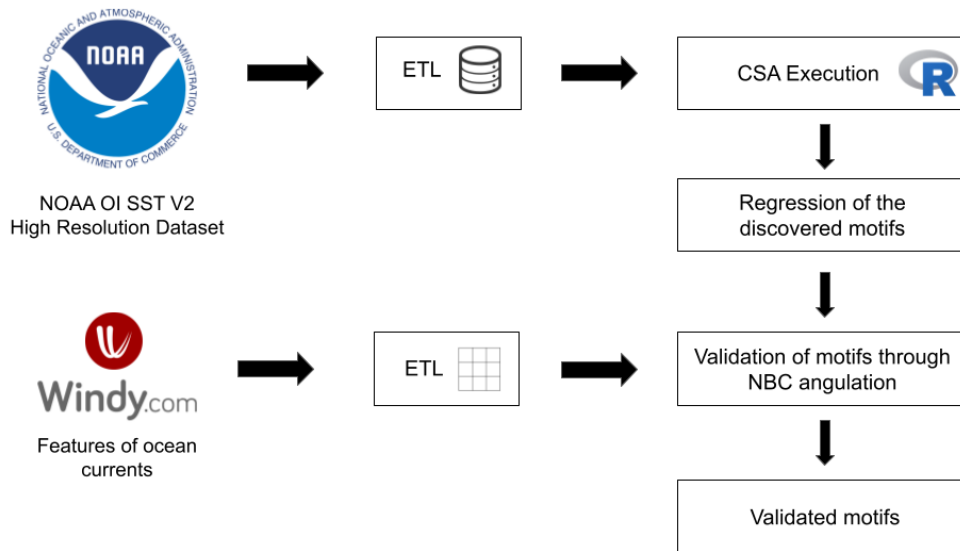 NATIONAL OCEANIC AND ATMOSPHERIC ADMINISTRATION
NOAA
U.S. DEPARTMENT OF COMMERCE
ETL
CSA Execution
R
NOAA OI SST V2
High Resolution Dataset
Regression of the
discovered motifs
Windy.com
ETL
Validation of motifs through
NBC angulation
Features of ocean
currents
Validated motifs